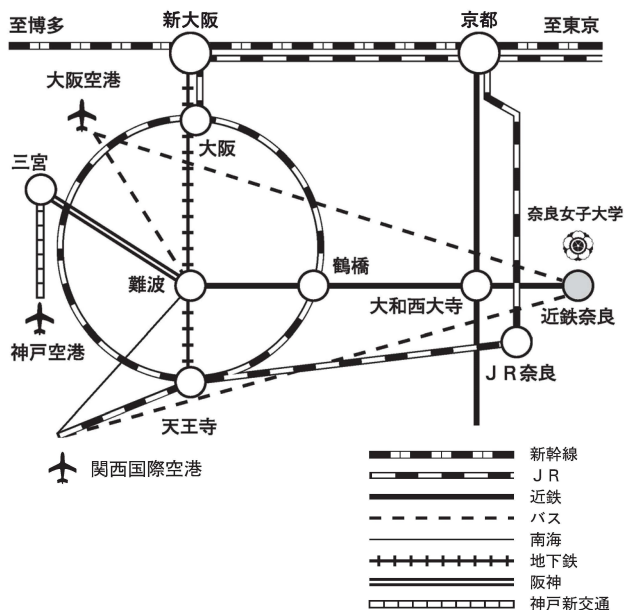 至博多
新大阪
京都
至東京
大阪空港
大阪
三宮
奈良女子大学
鶴橋
難波
大和西大寺
近鉄奈良
神戸空港
JR奈良
天王寺
関西国際空港
新幹線
JR
近鉄
バス
南海
地下鉄
阪神
神戸新交通